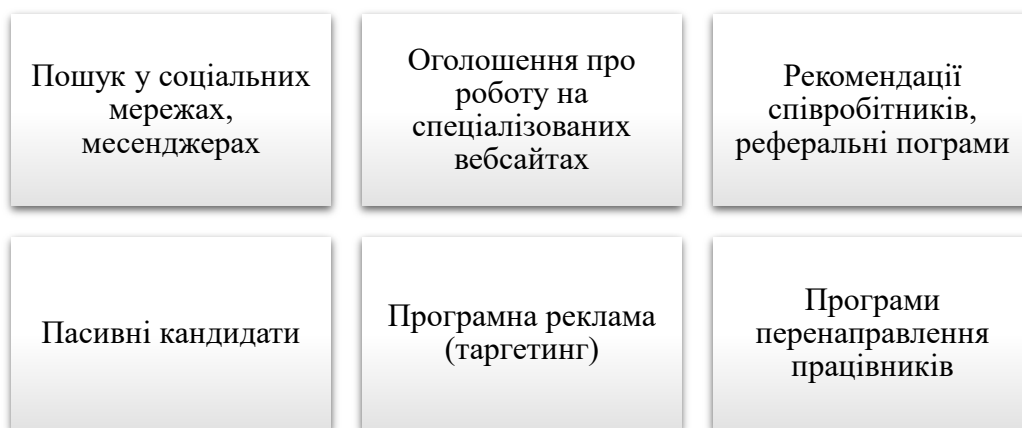 Пошук у соціальних
мережах,
месенджерах
Оголошення про
роботу на
спеціалізованих
вебсайтах
Рекомендації
співробітників,
реферальні пограми
Пасивні кандидати
Програмна реклама
(таргетинг)
Програми
перенаправлення
працівників